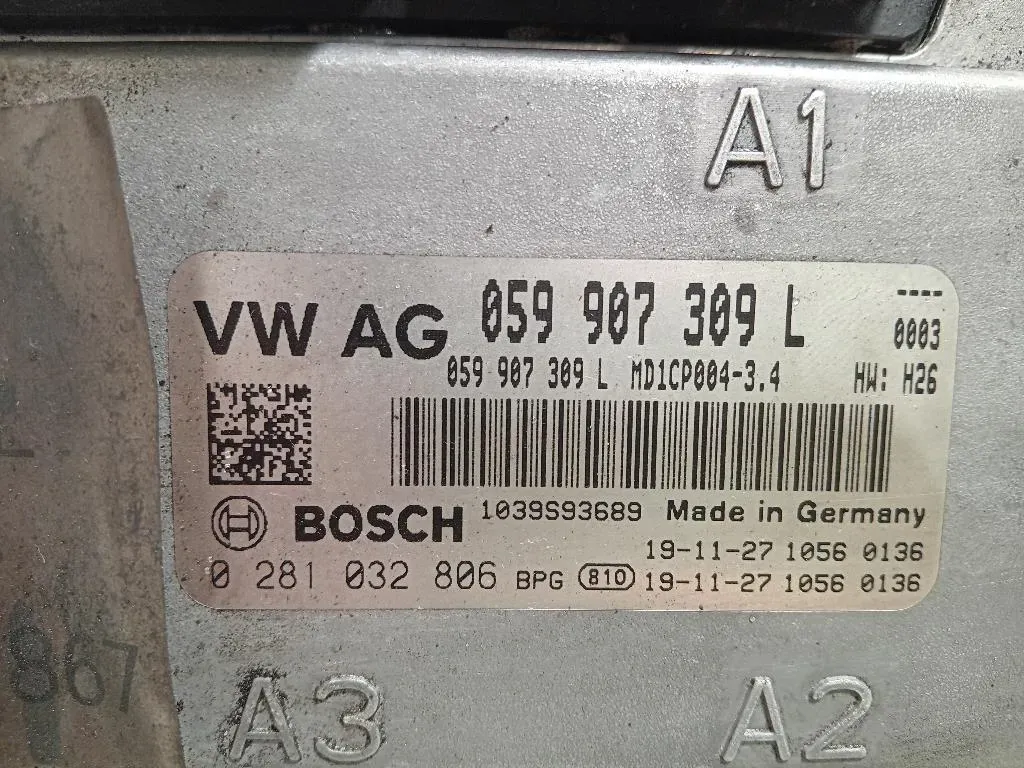 A1
VW AG 059 907 309 L ----
0003
059 907 309 L MD1CP004-3.4 HW: H26
BOSCH 1039S93689 Made in Germany
19-11-27 1056 0136
0 281 032 806 BPG 810 19-11-27 1056 0136
867
A3 A2